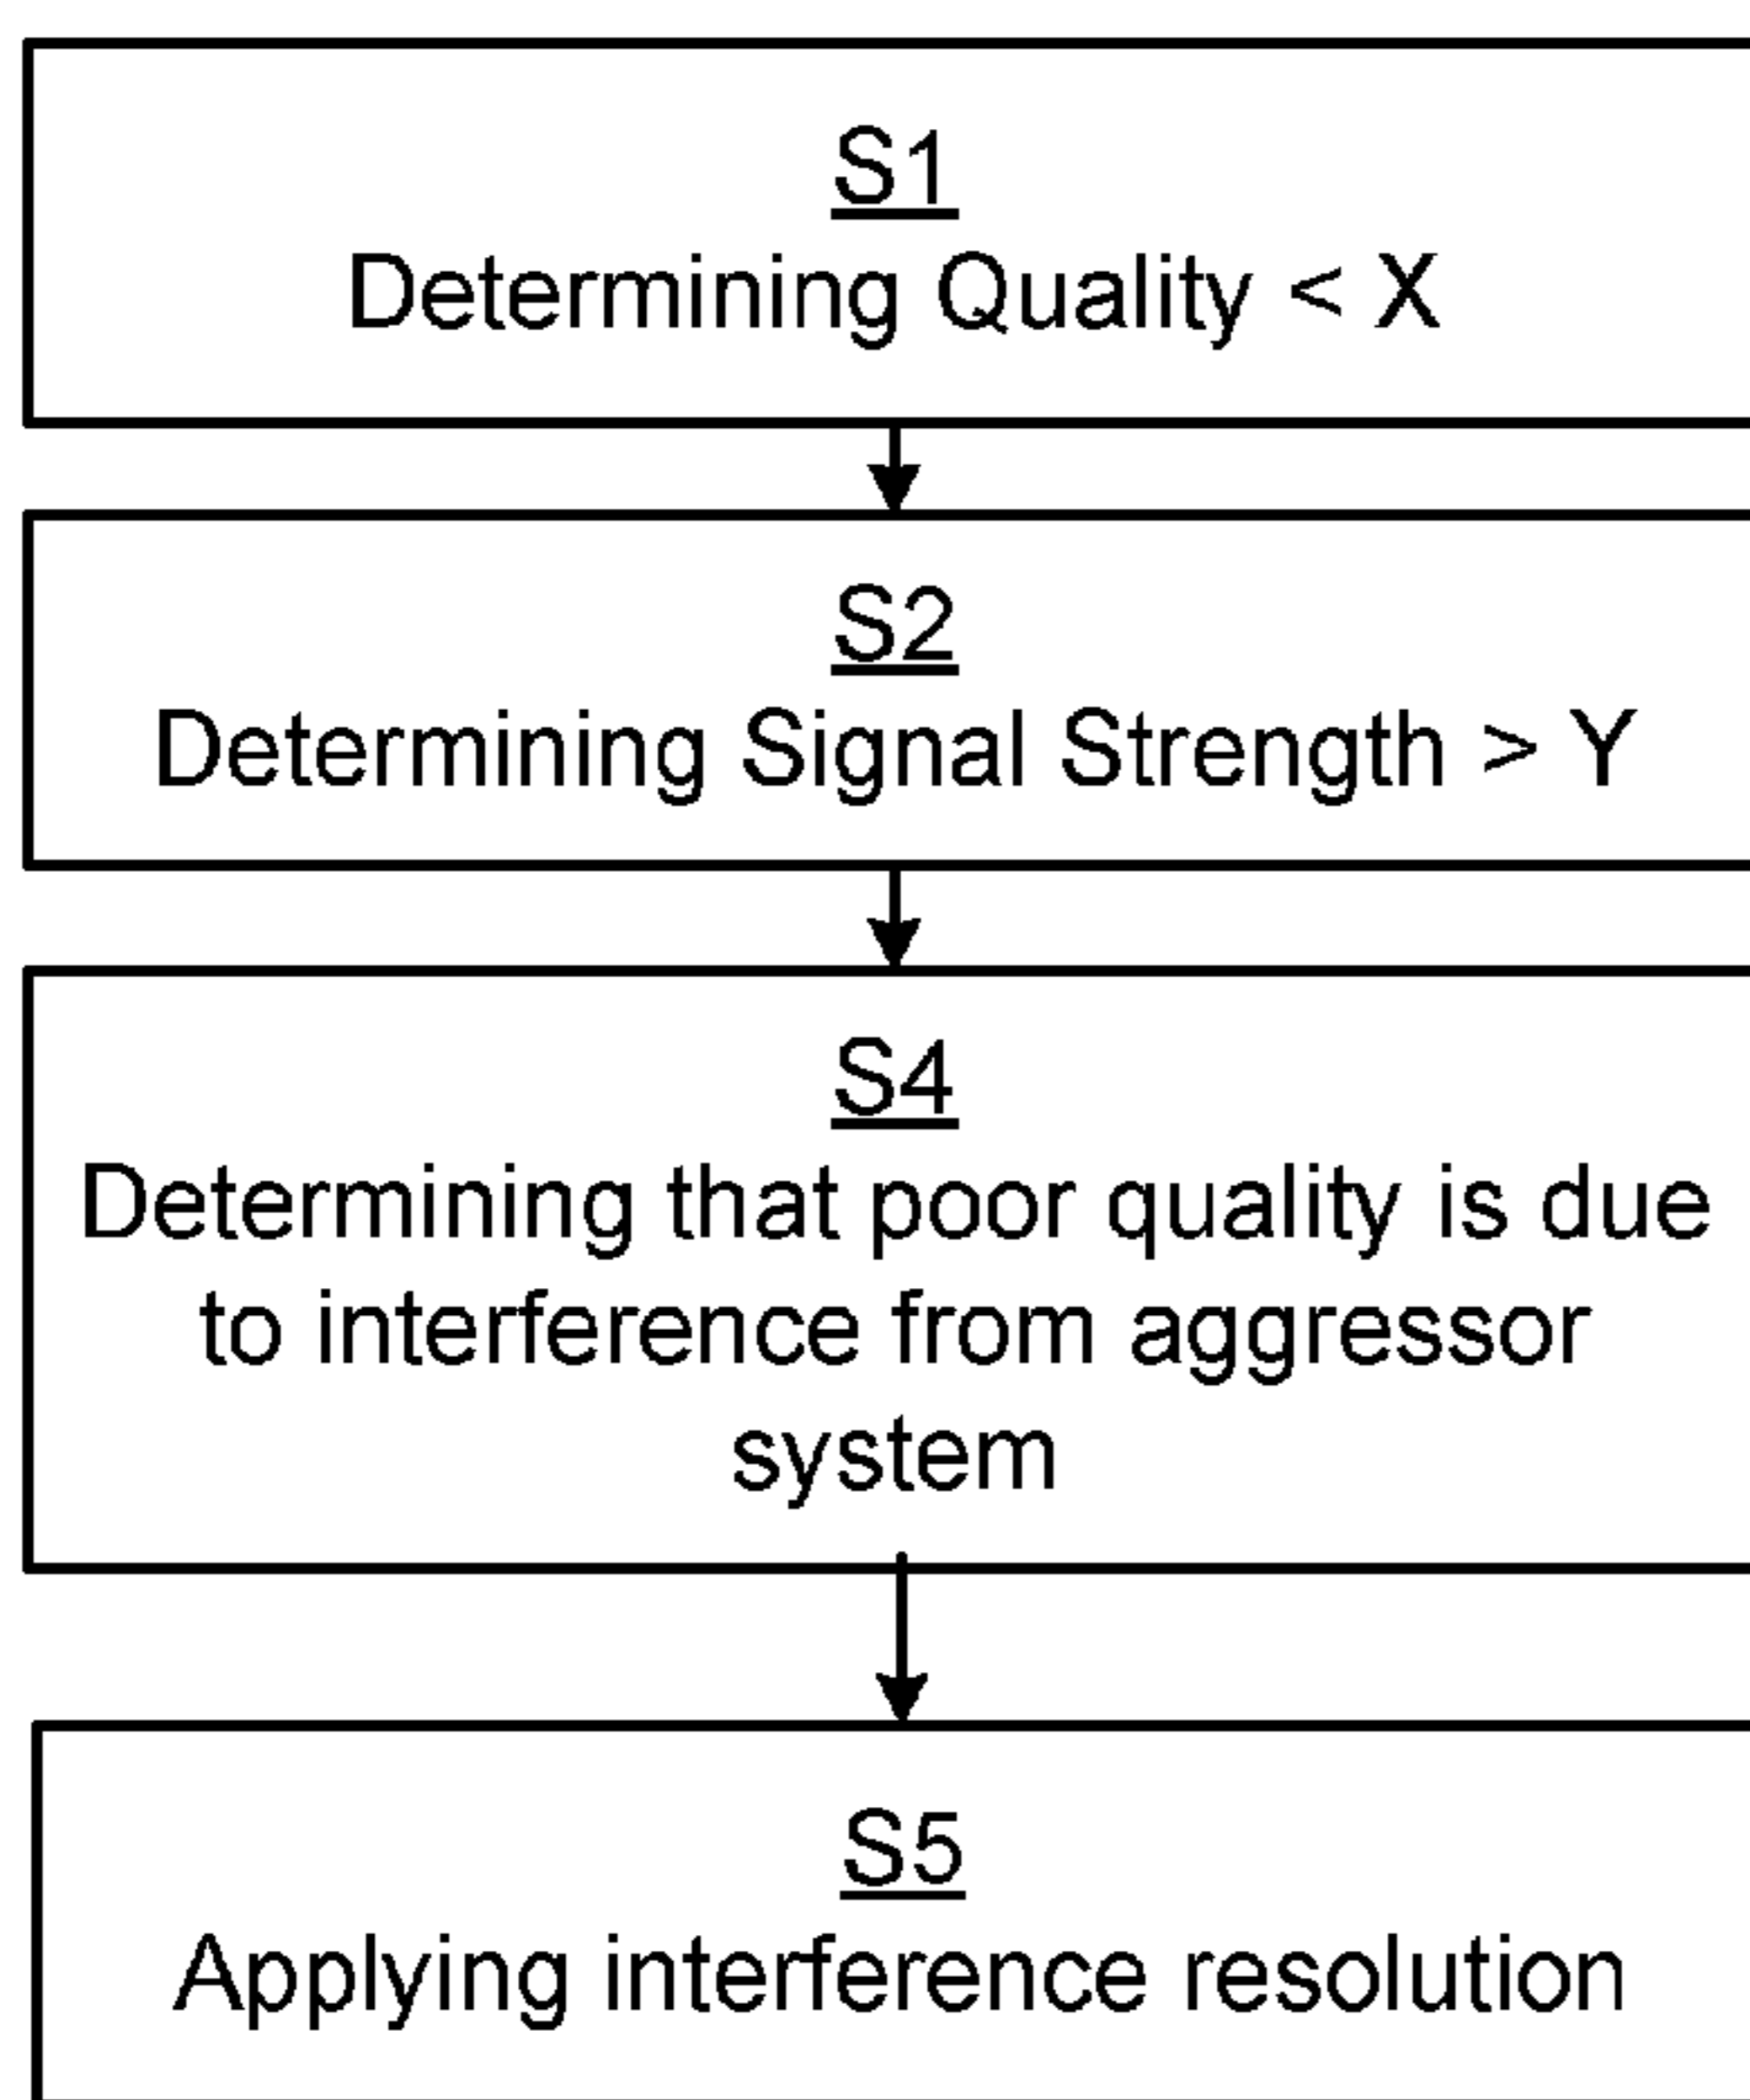 S1
Determining Quality < X
S2
Determining Signal Strength > Y
S4
Determining that poor quality is due
to interference from aggressor
system
S5
Applying interference resolution